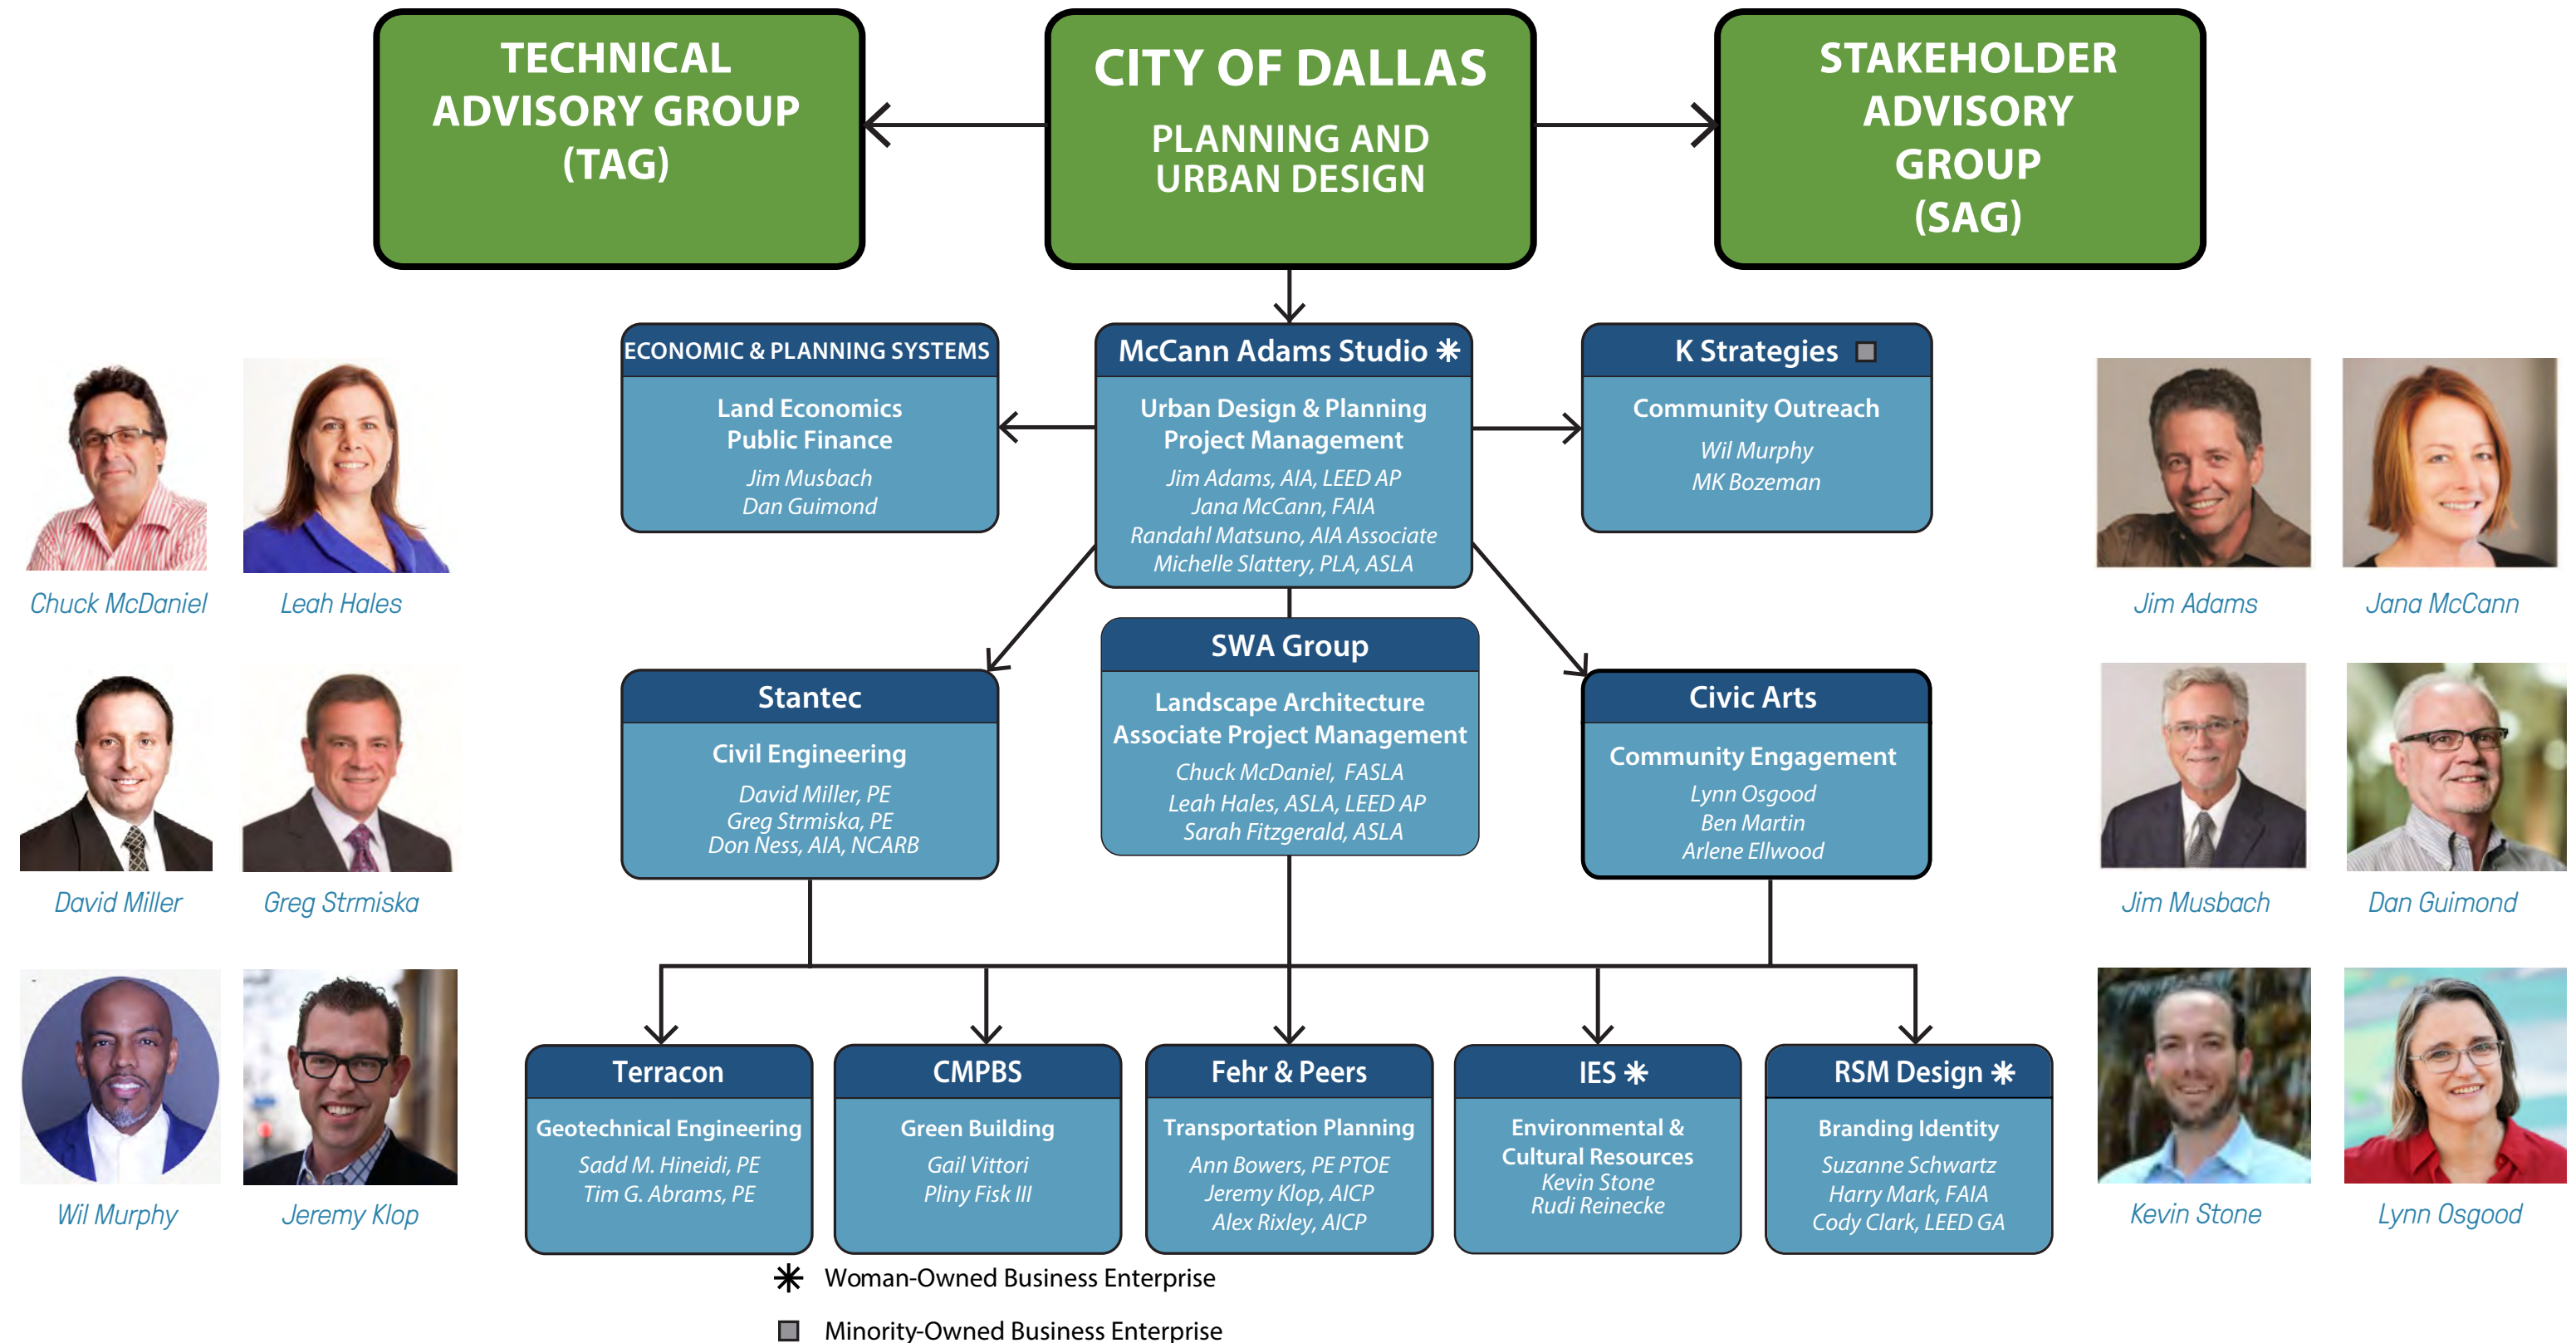 TECHNICAL
ADVISORY GROUP
(TAG)
CITY OF DALLAS
PLANNING AND
URBAN DESIGN
STAKEHOLDER
ADVISORY
GROUP
(SAG)
ECONOMIC & PLANNING SYSTEMS
Land Economics
Public Finance
Jim Musbach
Dan Guimond
McCann Adams Studio
Urban Design & Planning
Project Management
Jim Adams, AIA, LEED AP
Jana McCann, FAIA
Randahl Matsuno, AIA Associate
Michelle Slattery, PLA, ASLA
K Strategies
Community Outreach
Wil Murphy
MK Bozeman
Chuck McDaniel
Leah Hales
Jim Adams
Jana McCann
Stantec
Civil Engineering
David Miller, PE
Greg Strmiska, PE
Don Ness, AIA, NCARB
SWA Group
Landscape Architecture
Associate Project Management
Chuck McDaniel, FASLA
Leah Hales, ASLA, LEED AP
Sarah Fitzgerald, ASLA
Civic Arts
Community Engagement
Lynn Osgood
Ben Martin
Arlene Ellwood
David Miller
Greg Strmiska
Jim Musbach
Dan Guimond
Terracon
Geotechnical Engineering
Sadd M. Hineidi, PE
Tim G. Abrams, PE
CMPBS
Green Building
Gail Vittori
Pliny Fisk III
Fehr & Peers
Transportation Planning
Ann Bowers, PE PTOE
Jeremy Klop, AICP
Alex Rixley, AICP
IES
Environmental &
Cultural Resources
Kevin Stone
Rudi Reinecke
RSM Design
Branding Identity
Suzanne Schwartz
Harry Mark, FAIA
Cody Clark, LEED GA
Wil Murphy
Jeremy Klop
Kevin Stone
Lynn Osgood
Woman-Owned Business Enterprise
Minority-Owned Business Enterprise